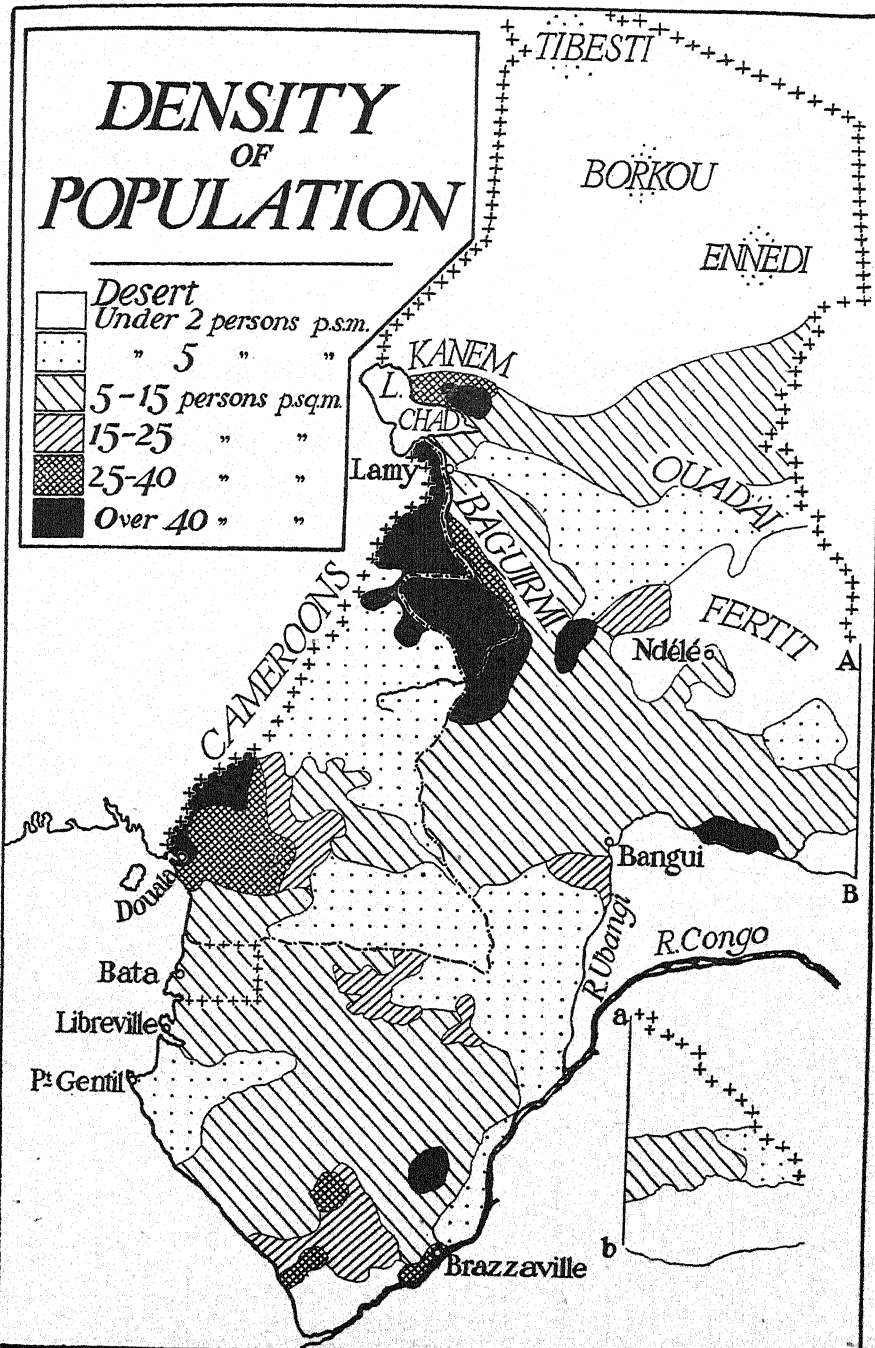 DENSITY
OF
POPULATION
Desert
Under 2 persons p.s.m.
" 5 " "
5-15 persons p.sq.m.
15-25 " "
25-40 " "
Over 40 " "
TIBESTI
BORKOU
ENNEDI
KANEM
L.
CHAD
Lamy
OUADAI
BAGUIRMI
FERTIT
CAMEROONS
Ndélé
A
Bangui
Douala
B
R.Ubangi
R.Congo
Bata
Libreville
a
Pt Gentil
b
Brazzaville